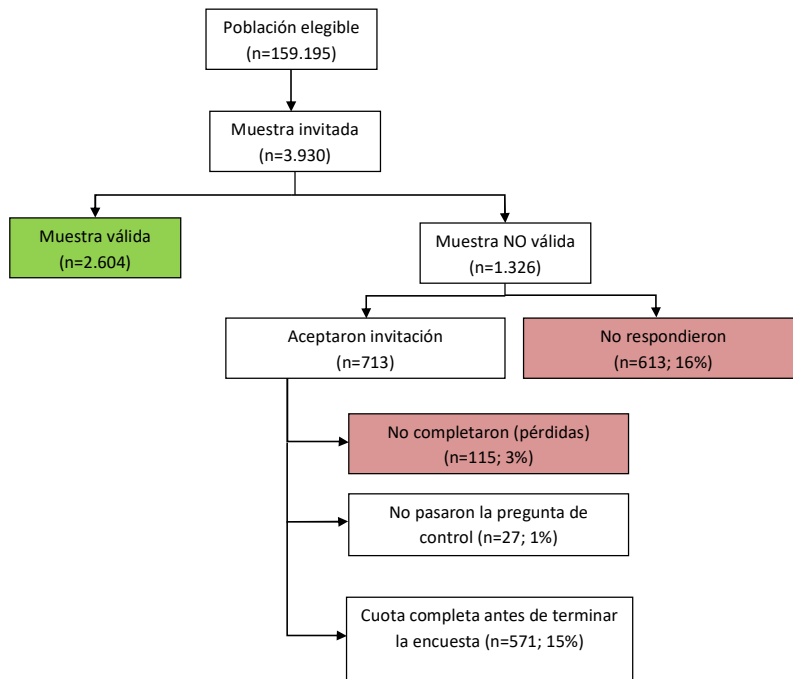 Población elegible
(n=159.195)
Muestra invitada
(n=3.930)
Muestra válida
(n=2.604)
Muestra NO válida
(n=1.326)
Aceptaron invitación
(n=713)
No respondieron
(n=613; 16%)
No completaron (pérdidas)
(n=115; 3%)
No pasaron la pregunta de
control (n=27; 1%)
Cuota completa antes de terminar
la encuesta (n=571; 15%)